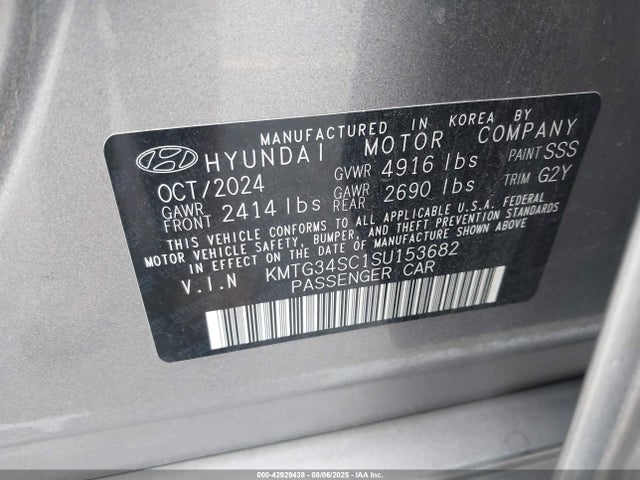 MANUFACTURED IN KOREA BY
HYUNDAI MOTOR COMPANY
OCT/2024 GVWR 4916 lbs PAINT SSS
GAWR FRONT 2414 lbs GAWR REAR 2690 lbs TRIM G2Y
THIS VEHICLE CONFORMS TO ALL APPLICABLE U.S.A. FEDERAL
MOTOR VEHICLE SAFETY, BUMPER, AND THEFT PREVENTION STANDARDS
IN EFFECT ON THE DATE OF MANUFACTURE SHOWN ABOVE.
V.I.N KMTG34SC1SU153682
PASSENGER CAR
000-42929438 - 08/06/2025 - IAA Inc.